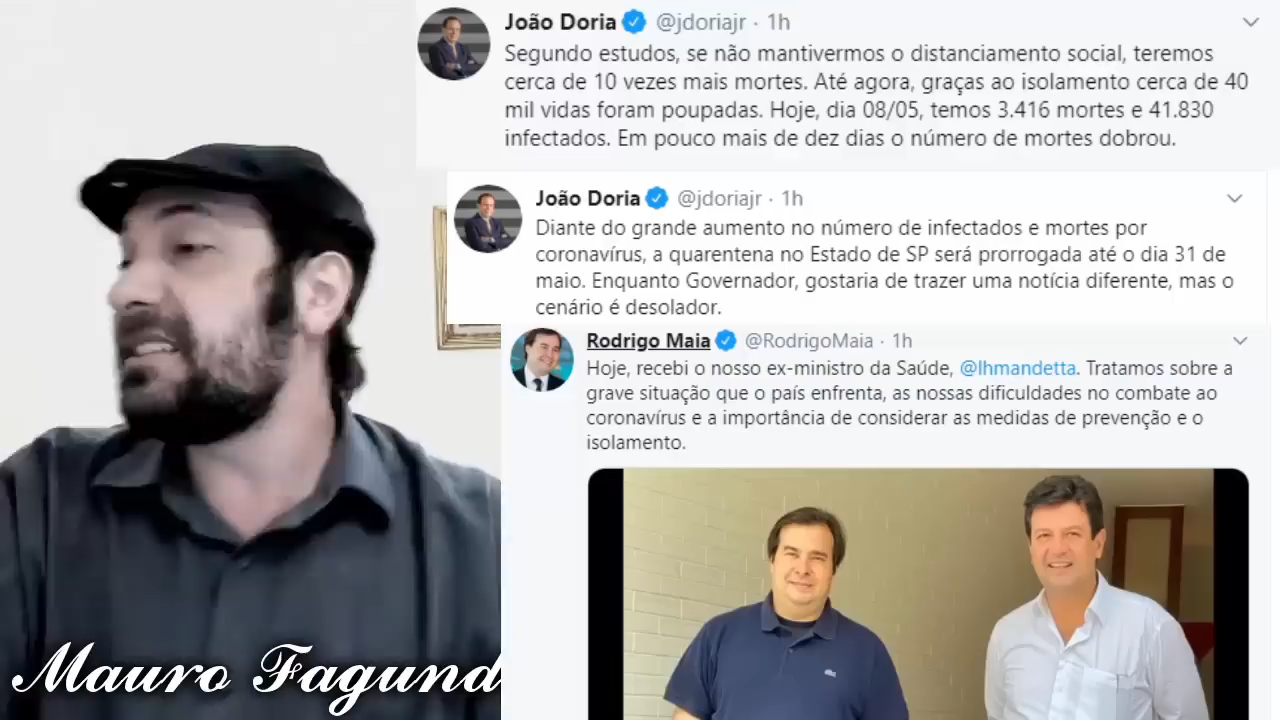 João Doria @jdoriajr · 1h
Segundo estudos, se não mantivermos o distanciamento social, teremos
cerca de 10 vezes mais mortes. Até agora, graças ao isolamento cerca de 40
mil vidas foram poupadas. Hoje, dia 08/05, temos 3.416 mortes e 41.830
infectados. Em pouco mais de dez dias o número de mortes dobrou.
João Doria @jdoriajr · 1h
Diante do grande aumento no número de infectados e mortes por
coronavírus, a quarentena no Estado de SP será prorrogada até o dia 31 de
maio. Enquanto Governador, gostaria de trazer uma notícia diferente, mas o
cenário é desolador.
Rodrigo Maia @RodrigoMaia · 1h
Hoje, recebi o nosso ex-ministro da Saúde, @lhmandetta. Tratamos sobre a
grave situação que o país enfrenta, as nossas dificuldades no combate ao
coronavírus e a importância de considerar as medidas de prevenção e o
isolamento.
Mauro Fagund